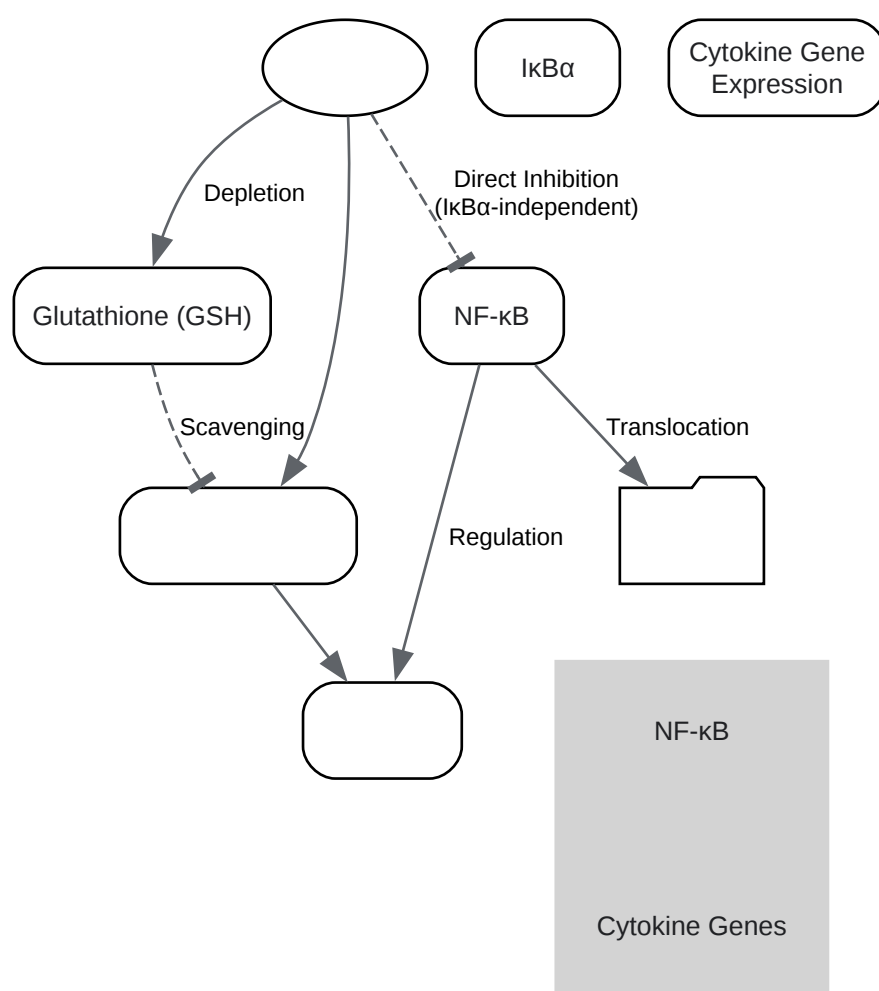 IκBα
Cytokine Gene
Expression
Depletion
Direct Inhibition
(IκBα-independent)
Glutathione (GSH)
NF-κB
Scavenging
Translocation
Regulation
NF-κB
Cytokine Genes